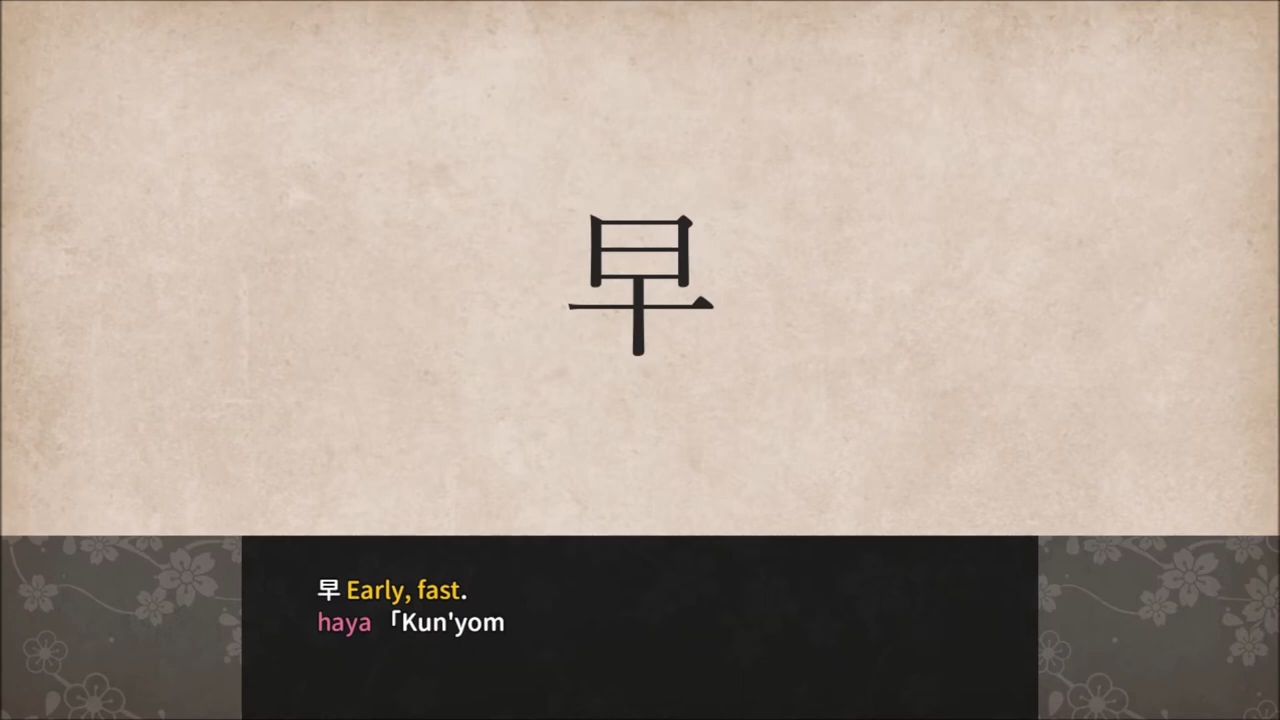 早
早 Early, fast.
haya 「Kun'yom